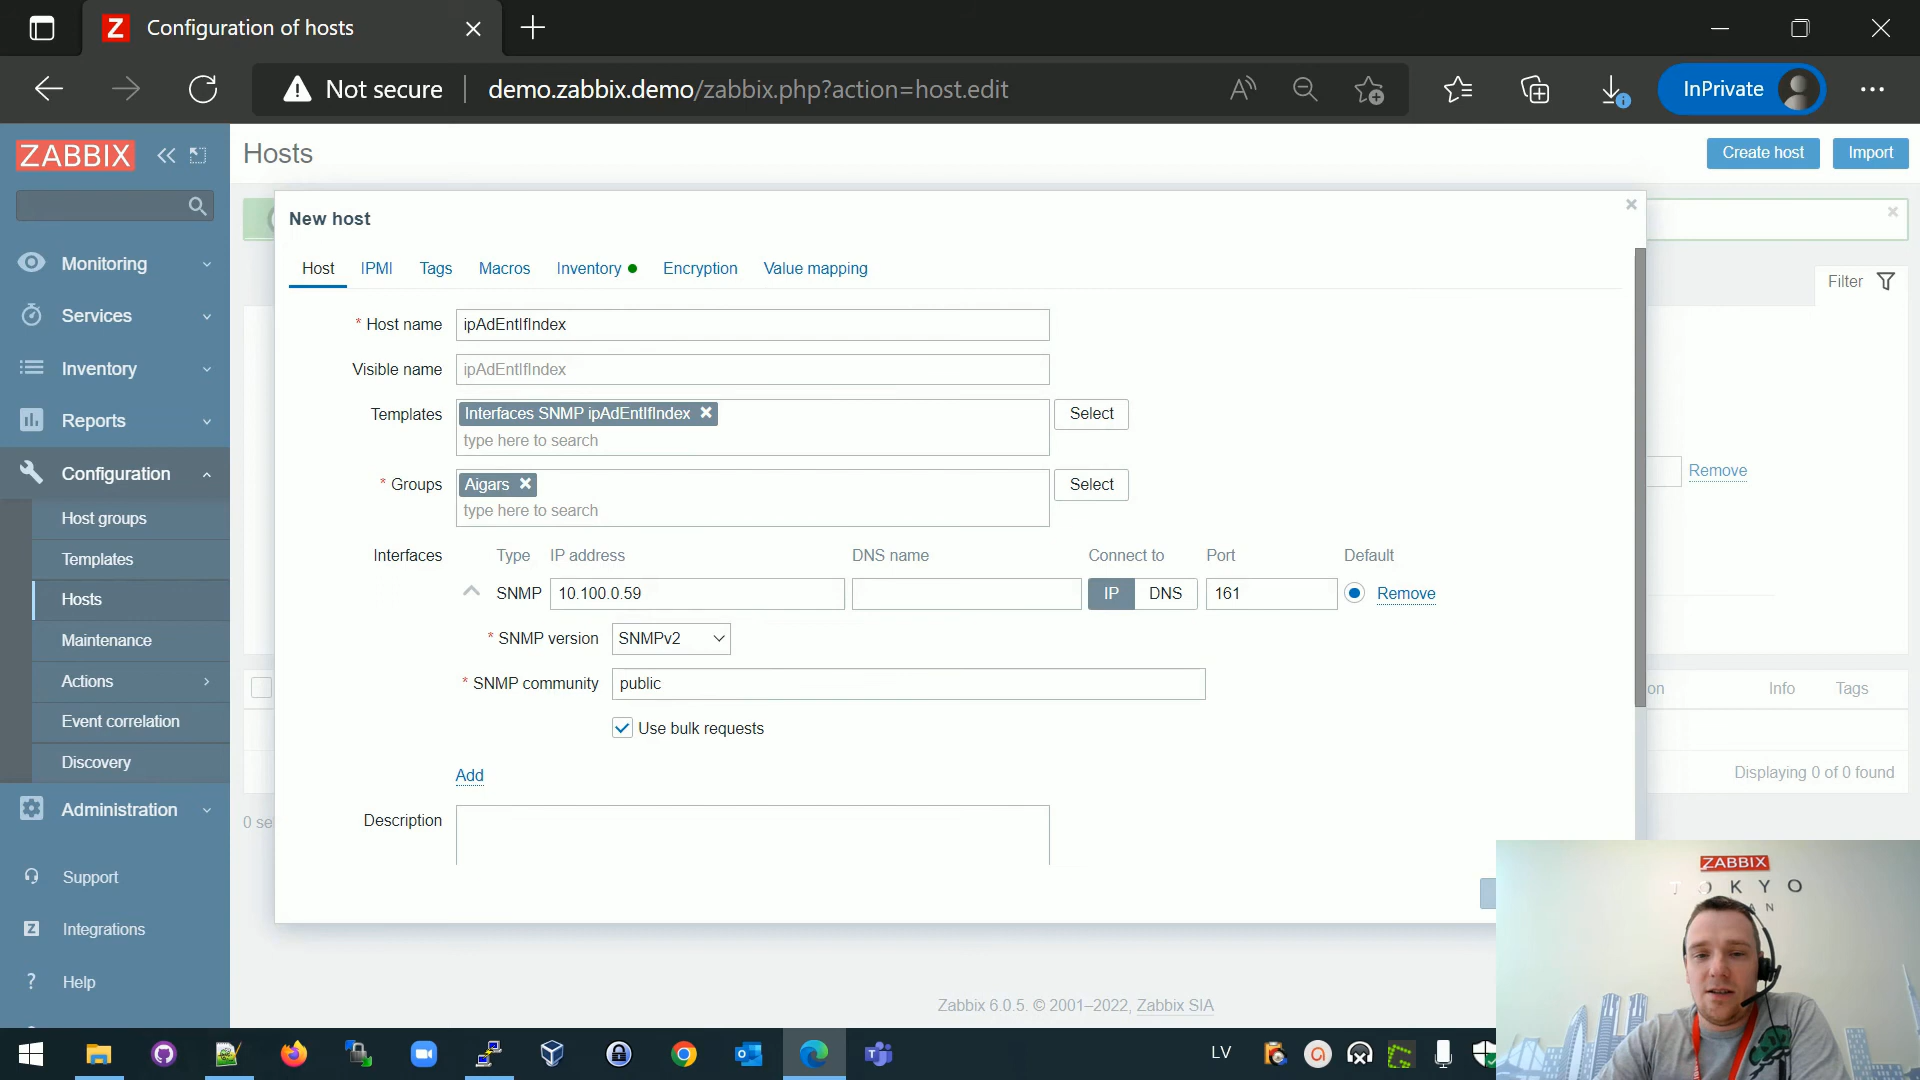 Configuration of hosts
Not secure
demo.zabbix.demo/zabbix.php?action=host.edit
InPrivate
ZABBIX
Hosts
Create host
Import
Monitoring
Services
Inventory
Reports
Configuration
Host groups
Templates
Hosts
Maintenance
Actions
Event correlation
Discovery
Administration
Support
Integrations
Help
New host
Host
IPMI
Tags
Macros
Inventory
Encryption
Value mapping
Filter
* Host name
ipAdEntIfIndex
Visible name
ipAdEntIfIndex
Templates
Interfaces SNMP ipAdEntIfIndex
type here to search
Select
* Groups
Aigars
type here to search
Select
Remove
Interfaces
Type
IP address
DNS name
Connect to
Port
Default
SNMP
10.100.0.59
IP
DNS
161
Remove
* SNMP version
SNMPv2
* SNMP community
public
Use bulk requests
Add
Description
on
Info
Tags
Displaying 0 of 0 found
0 se
Zabbix 6.0.5. © 2001–2022, Zabbix SIA
ZABBIX
T O K Y O
A N
LV